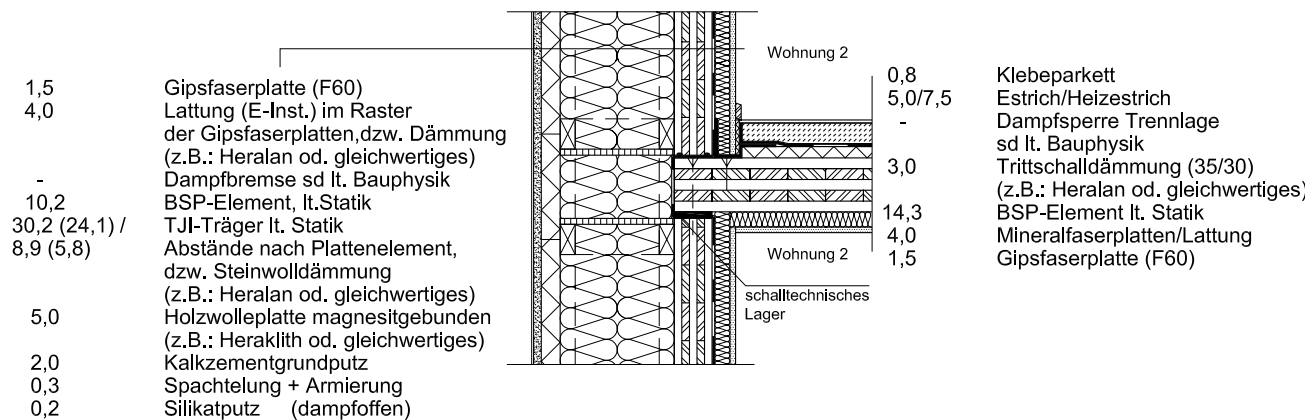 1,5 Gipsfaserplatte (F60)
4,0 Lattung (E-Inst.) im Raster
der Gipsfaserplatten,dzw. Dämmung
(z.B.: Heralan od. gleichwertiges)
- Dampfbremse sd lt. Bauphysik
10,2 BSP-Element, lt.Statik
30,2 (24,1) / TJI-Träger lt. Statik
8,9 (5,8) Abstände nach Plattenelement,
dzw. Steinwolldämmung
(z.B.: Heralan od. gleichwertiges)
5,0 Holzwolleplatte magnesitgebunden
(z.B.: Heraklith od. gleichwertiges)
2,0 Kalkzementgrundputz
0,3 Spachtelung + Armierung
0,2 Silikatputz (dampfoffen)
Wohnung 2
Wohnung 2
schalltechnisches
Lager
0,8 Klebeparkett
5,0/7,5 Estrich/Heizestrich
- Dampfsperre Trennlage
sd lt. Bauphysik
3,0 Trittschalldämmung (35/30)
(z.B.: Heralan od. gleichwertiges)
14,3 BSP-Element lt. Statik
4,0 Mineralfaserplatten/Lattung
1,5 Gipsfaserplatte (F60)